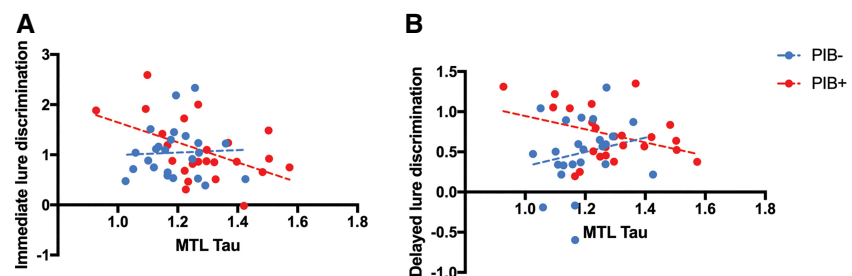 A
Immediate lure discrimination
3
2
1
0
-1
1.0 1.2 1.4 1.6 1.8
MTL Tau
B
Delayed lure discrimination
1.5
1.0
0.5
0.0
-0.5
-1.0
1.0 1.2 1.4 1.6 1.8
MTL Tau
PIB-
PIB+